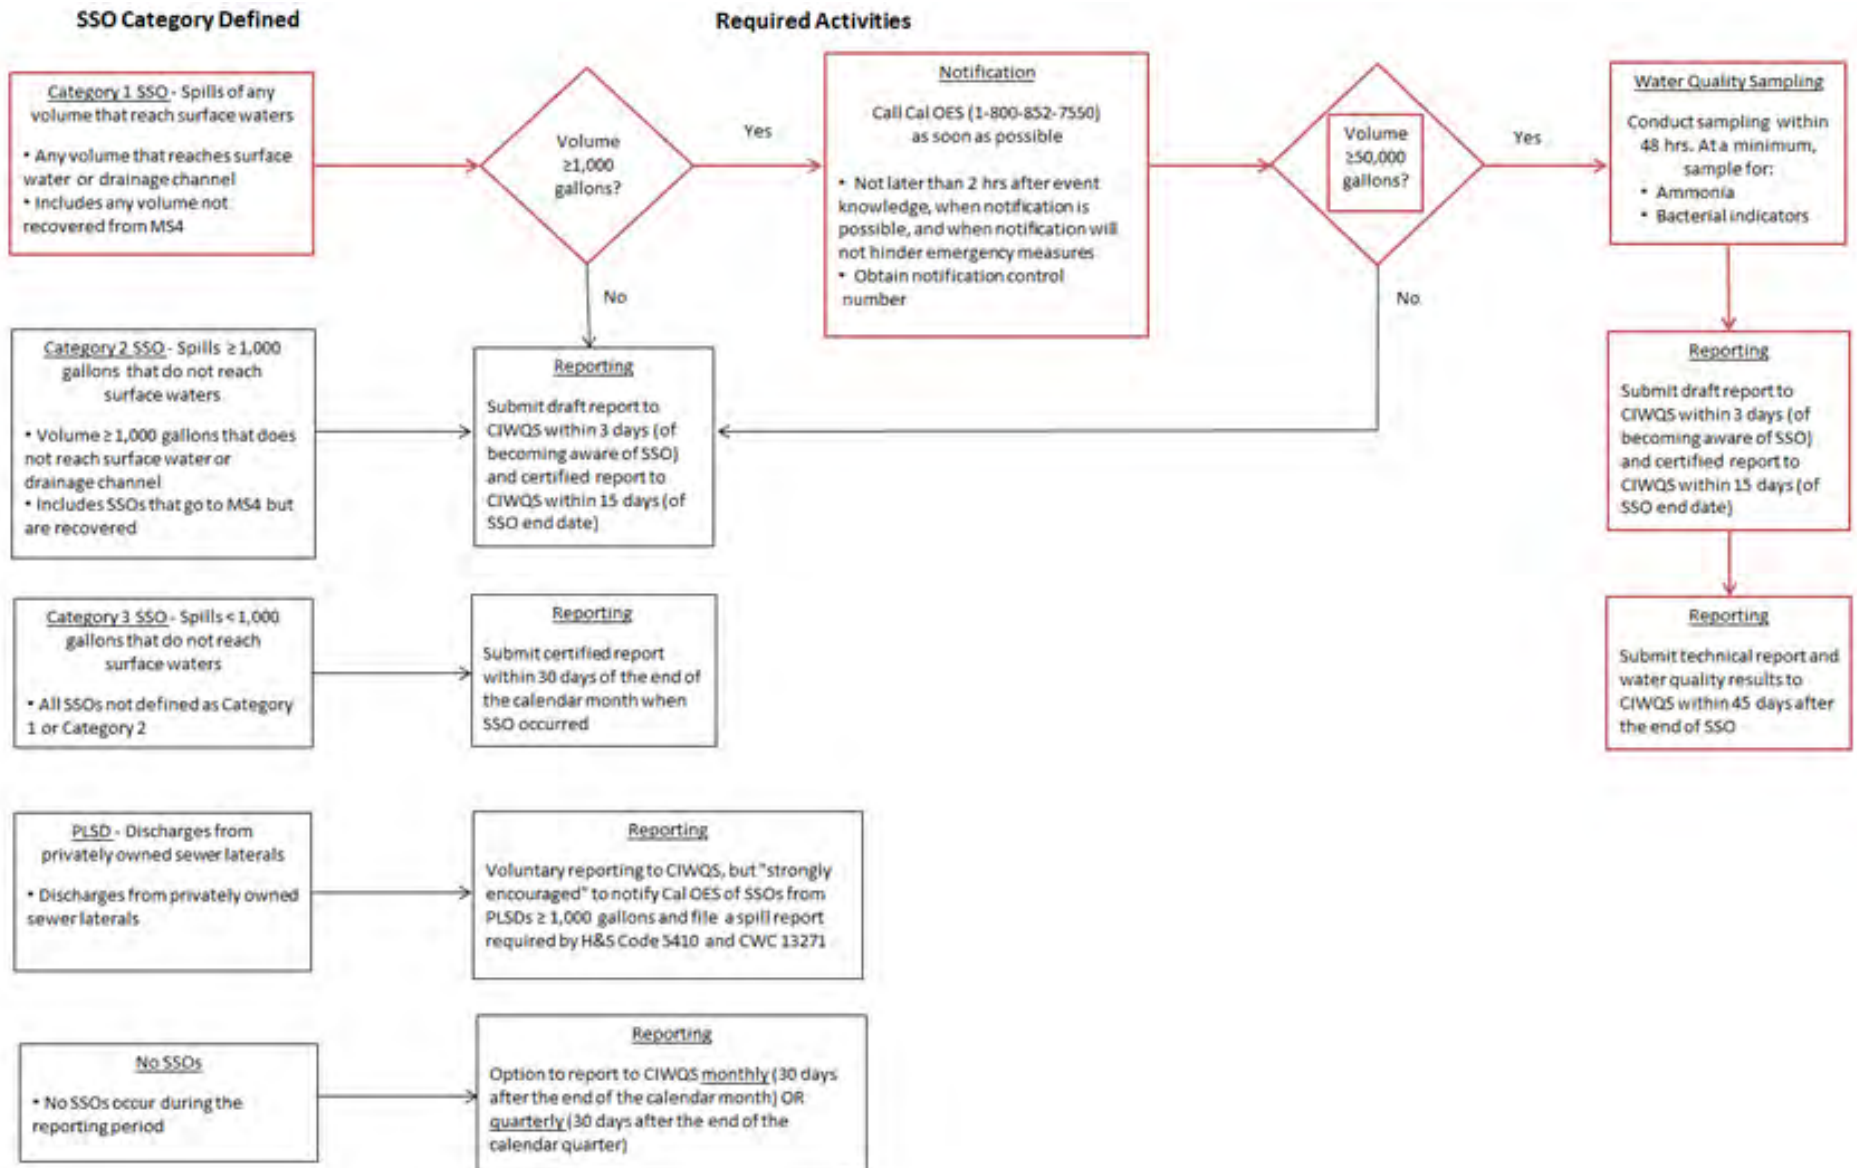 SSO Category Defined
Required Activities
Category 1 SSO - Spills of any
volume that reach surface waters
• Any volume that reaches surface
water or drainage channel
• Includes any volume not
recovered from MS4
Volume
≥1,000
gallons?
Yes
No
Notification
Call Cal OES (1-800-852-7550)
as soon as possible
• Not later than 2 hrs after event
knowledge, when notification is
possible, and when notification will
not hinder emergency measures
• Obtain notification control
number
Volume
≥50,000
gallons?
Yes
No
Water Quality Sampling
Conduct sampling within
48 hrs. At a minimum,
sample for:
• Ammonia
• Bacterial indicators
Category 2 SSO - Spills ≥ 1,000
gallons that do not reach
surface waters
• Volume ≥ 1,000 gallons that does
not reach surface water or
drainage channel
• Includes SSOs that go to MS4 but
are recovered
Reporting
Submit draft report to
CIWQS within 3 days (of
becoming aware of SSO)
and certified report to
CIWQS within 15 days (of
SSO end date)
Reporting
Submit draft report to
CIWQS within 3 days (of
becoming aware of SSO)
and certified report to
CIWQS within 15 days (of
SSO end date)
Category 3 SSO - Spills < 1,000
gallons that do not reach
surface waters
• All SSOs not defined as Category
1 or Category 2
Reporting
Submit certified report
within 30 days of the end of
the calendar month when
SSO occurred
Reporting
Submit technical report and
water quality results to
CIWQS within 45 days after
the end of SSO
PLSD - Discharges from
privately owned sewer laterals
• Discharges from privately owned
sewer laterals
Reporting
Voluntary reporting to CIWQS, but "strongly
encouraged" to notify Cal OES of SSOs from
PLSDs ≥ 1,000 gallons and file a spill report
required by H&S Code 5410 and CWC 13271
No SSOs
• No SSOs occur during the
reporting period
Reporting
Option to report to CIWQS monthly (30 days
after the end of the calendar month) OR
quarterly (30 days after the end of the
calendar quarter)